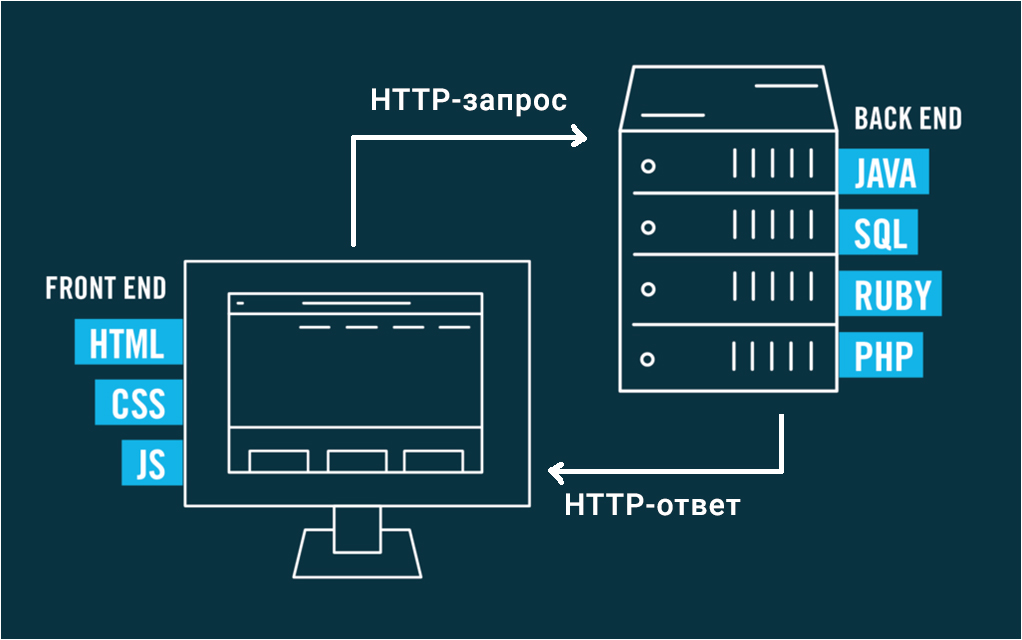 HTTP-запрос
BACK END
JAVA
SQL
RUBY
PHP
FRONT END
HTML
CSS
JS
HTTP-ответ